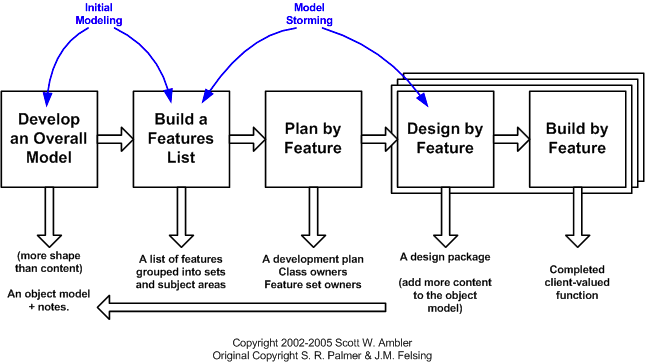 Initial
Modeling
Model
Storming
Develop
an Overall
Model
Build a
Features
List
Plan by
Feature
Design by
Feature
Build by
Feature
(more shape
than content)
An object model
+ notes.
A list of features
grouped into sets
and subject areas
A development plan
Class owners
Feature set owners
A design package
(add more content
to the object
model)
Completed
client-valued
function
Copyright 2002-2005 Scott W. Ambler
Original Copyright S. R. Palmer & J.M. Felsing